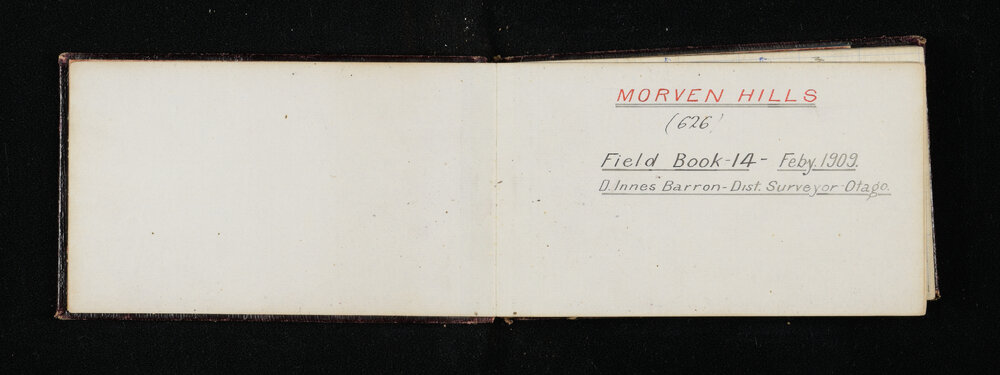 MORVEN HILLS
(626)
Field Book-14- Feby. 1909.
D. Innes Barron - Dist. Surveyor Otago.